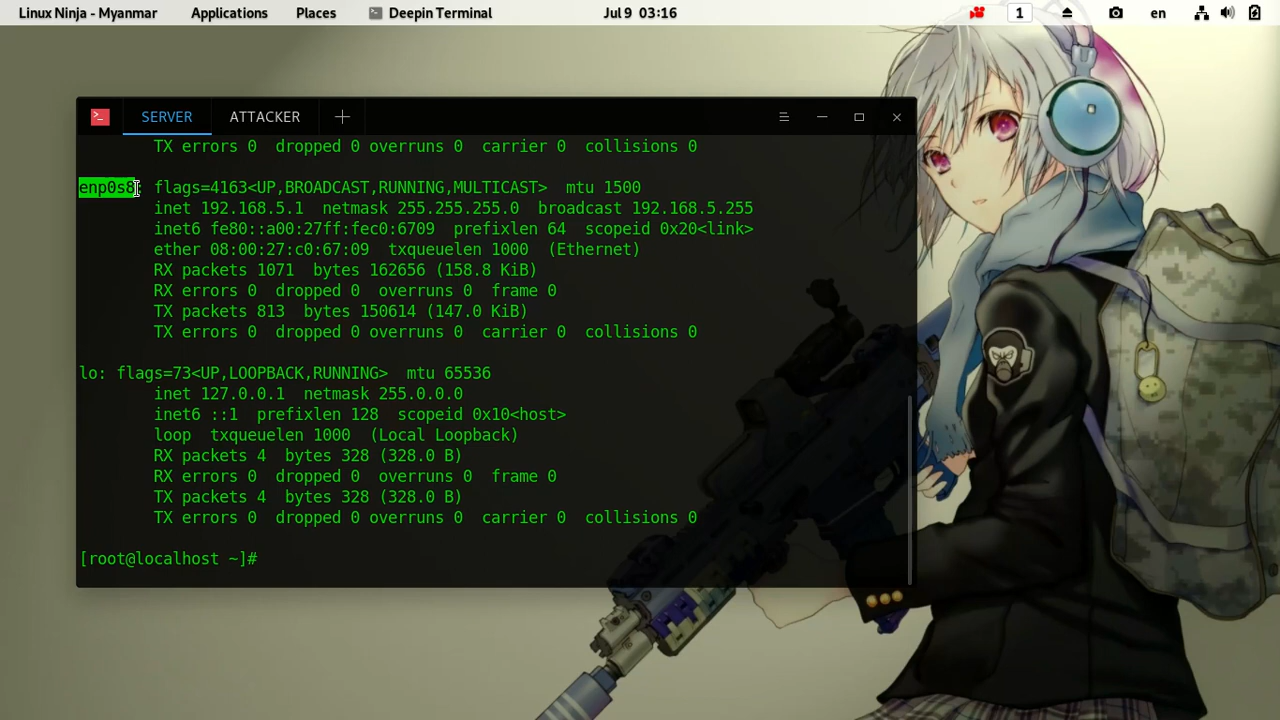 Linux Ninja - Myanmar Applications Places Deepin Terminal Jul 9 03:16 1 en
SERVER ATTACKER
TX errors 0  dropped 0 overruns 0  carrier 0  collisions 0
enp0s8: flags=4163<UP,BROADCAST,RUNNING,MULTICAST>  mtu 1500
inet 192.168.5.1  netmask 255.255.255.0  broadcast 192.168.5.255
inet6 fe80::a00:27ff:fec0:6709  prefixlen 64  scopeid 0x20<link>
ether 08:00:27:c0:67:09  txqueuelen 1000  (Ethernet)
RX packets 1071  bytes 162656 (158.8 KiB)
RX errors 0  dropped 0  overruns 0  frame 0
TX packets 813  bytes 150614 (147.0 KiB)
TX errors 0  dropped 0 overruns 0  carrier 0  collisions 0
lo: flags=73<UP,LOOPBACK,RUNNING>  mtu 65536
inet 127.0.0.1  netmask 255.0.0.0
inet6 ::1  prefixlen 128  scopeid 0x10<host>
loop  txqueuelen 1000  (Local Loopback)
RX packets 4  bytes 328 (328.0 B)
RX errors 0  dropped 0  overruns 0  frame 0
TX packets 4  bytes 328 (328.0 B)
TX errors 0  dropped 0 overruns 0  carrier 0  collisions 0
[root@localhost ~]#